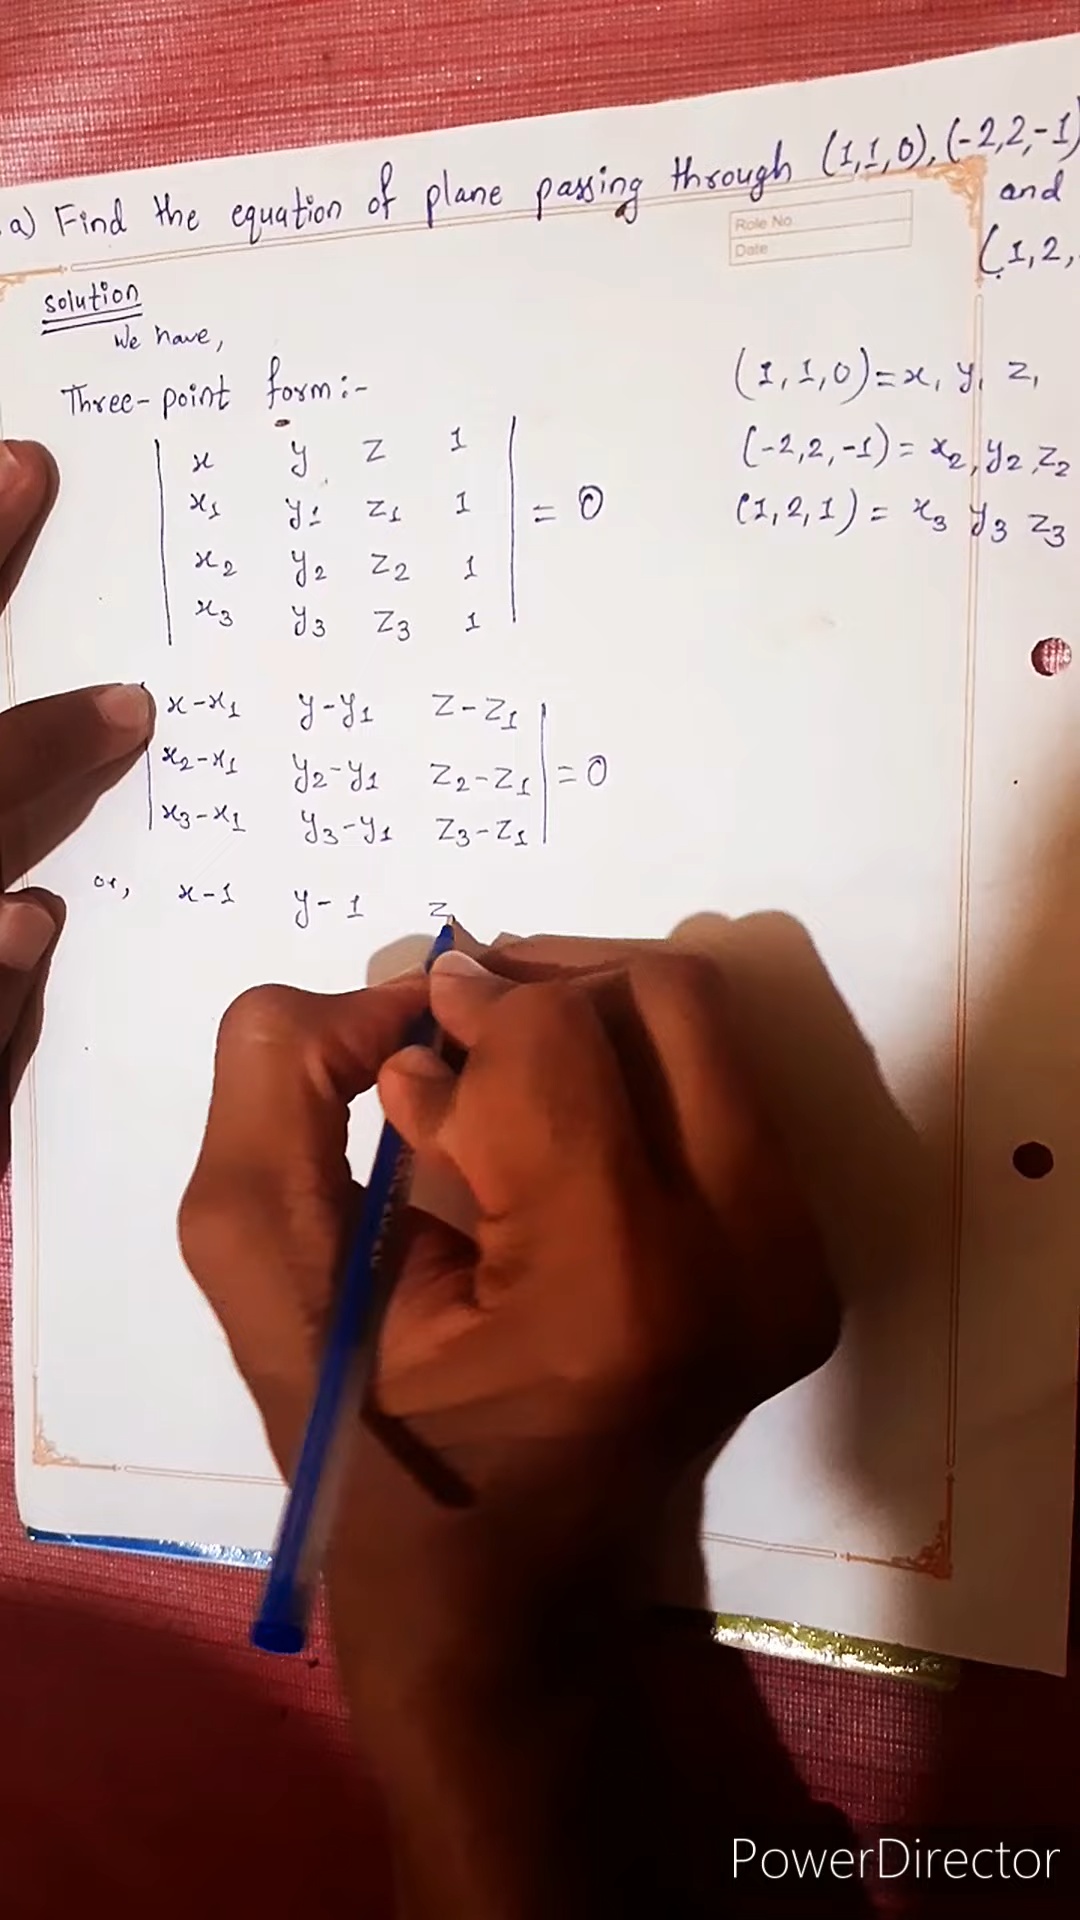 a) Find the equation of plane passing through (1,1,0), (-2,2,-1)
and
(1,2,
Role No
Date
solution
We have,
Three-point form:-
x y z 1
x1 y1 z1 1
x2 y2 z2 1
x3 y3 z3 1
= 0
(1,1,0)=x, y, z,
(-2,2,-1)= x2, y2, z2
(1,2,1)= x3 y3 z3
x-x1 y-y1 z-z1
x2-x1 y2-y1 z2-z1 =0
x3-x1 y3-y1 z3-z1
or, x-1 y-1 z
PowerDirector